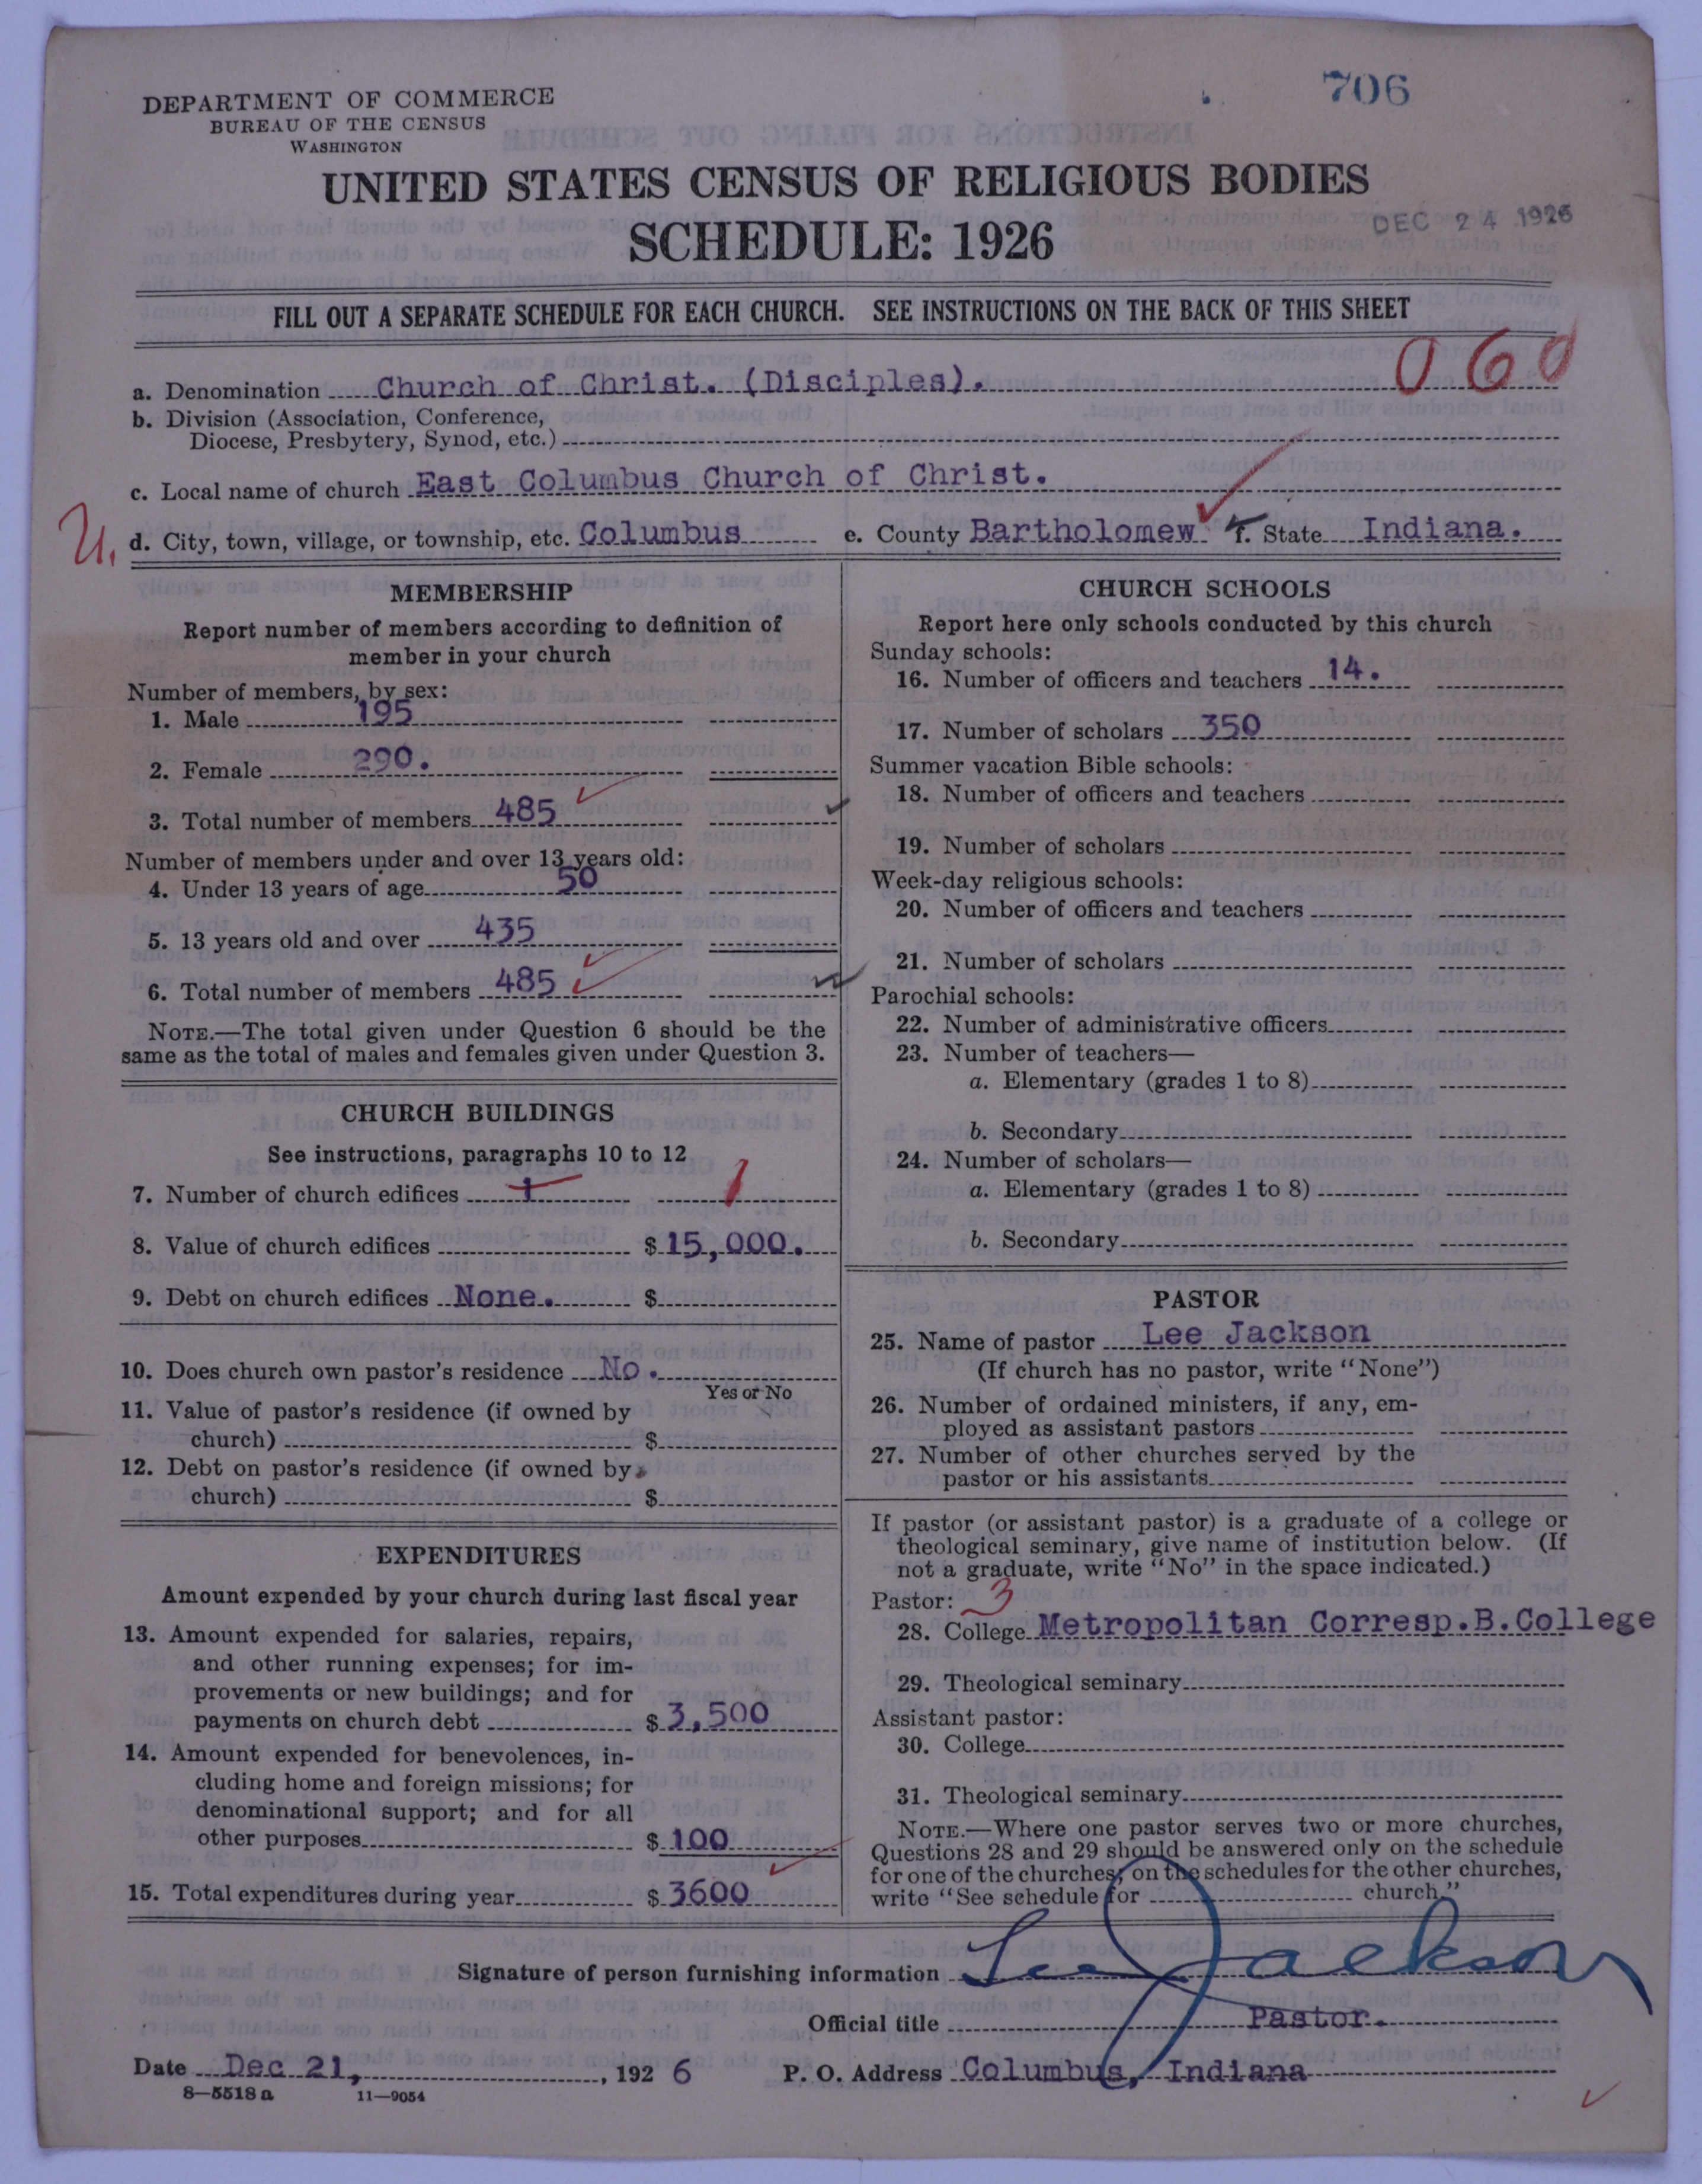 706
DEPARTMENT OF COMMERCE
BUREAU OF THE CENSUS
WASHINGTON
UNITED STATES CENSUS OF RELIGIOUS BODIES
SCHEDULE: 1926
DEC 24 1926
FILL OUT A SEPARATE SCHEDULE FOR EACH CHURCH. SEE INSTRUCTIONS ON THE BACK OF THIS SHEET
060
a. Denomination Church of Christ. (Disciples).
b. Division (Association, Conference,
Diocese, Presbytery, Synod, etc.)
c. Local name of church East Columbus Church of Christ.
U. d. City, town, village, or township, etc. Columbus e. County Bartholomew f. State Indiana.
MEMBERSHIP
Report number of members according to definition of
member in your church
Number of members, by sex:
1. Male 195
2. Female 290.
3. Total number of members 485
Number of members under and over 13 years old:
4. Under 13 years of age 50
5. 13 years old and over 435
6. Total number of members 485
NOTE.—The total given under Question 6 should be the
same as the total of males and females given under Question 3.
CHURCH BUILDINGS
See instructions, paragraphs 10 to 12
7. Number of church edifices 1 1
8. Value of church edifices $ 15,000.
9. Debt on church edifices None. $
10. Does church own pastor's residence No.
Yes or No
11. Value of pastor's residence (if owned by
church) $
12. Debt on pastor's residence (if owned by
church) $
EXPENDITURES
Amount expended by your church during last fiscal year
13. Amount expended for salaries, repairs,
and other running expenses; for im-
provements or new buildings; and for
payments on church debt $ 3,500
14. Amount expended for benevolences, in-
cluding home and foreign missions; for
denominational support; and for all
other purposes $ 100
15. Total expenditures during year $ 3600
CHURCH SCHOOLS
Report here only schools conducted by this church
Sunday schools:
16. Number of officers and teachers 14.
17. Number of scholars 350
Summer vacation Bible schools:
18. Number of officers and teachers
19. Number of scholars
Week-day religious schools:
20. Number of officers and teachers
21. Number of scholars
Parochial schools:
22. Number of administrative officers
23. Number of teachers—
a. Elementary (grades 1 to 8)
b. Secondary
24. Number of scholars—
a. Elementary (grades 1 to 8)
b. Secondary
PASTOR
25. Name of pastor Lee Jackson
(If church has no pastor, write "None")
26. Number of ordained ministers, if any, em-
ployed as assistant pastors
27. Number of other churches served by the
pastor or his assistants
If pastor (or assistant pastor) is a graduate of a college or
theological seminary, give name of institution below. (If
not a graduate, write "No" in the space indicated.)
Pastor: 3
28. College Metropolitan Corresp.B.College
29. Theological seminary
Assistant pastor:
30. College
31. Theological seminary
NOTE.—Where one pastor serves two or more churches,
Questions 28 and 29 should be answered only on the schedule
for one of the churches; on the schedules for the other churches,
write "See schedule for church."
Signature of person furnishing information Lee Jackson
Official title Pastor.
Date Dec 21, , 192 6 P. O. Address Columbus, Indiana
8—5518 a 11—9054